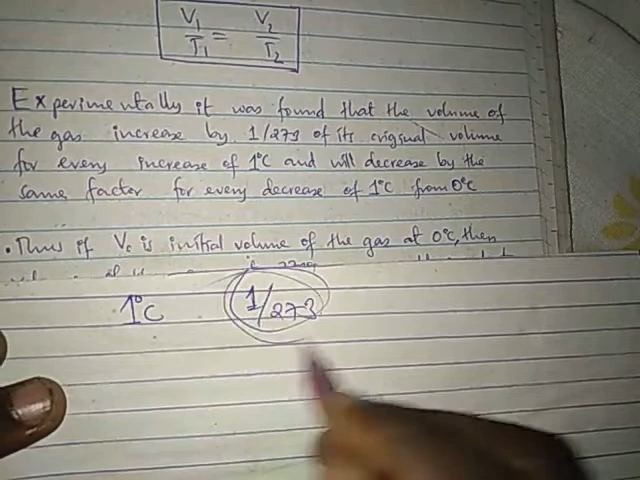 V₁/T₁ = V₂/T₂
Experimentally it was found that the volume of
the gas increase by 1/273 of its original volume
for every increase of 1°C and will decrease by the
same factor for every decrease of 1°C from 0°C
• Thus if V₀ is initial volume of the gas at 0°C, then
1°C 1/273